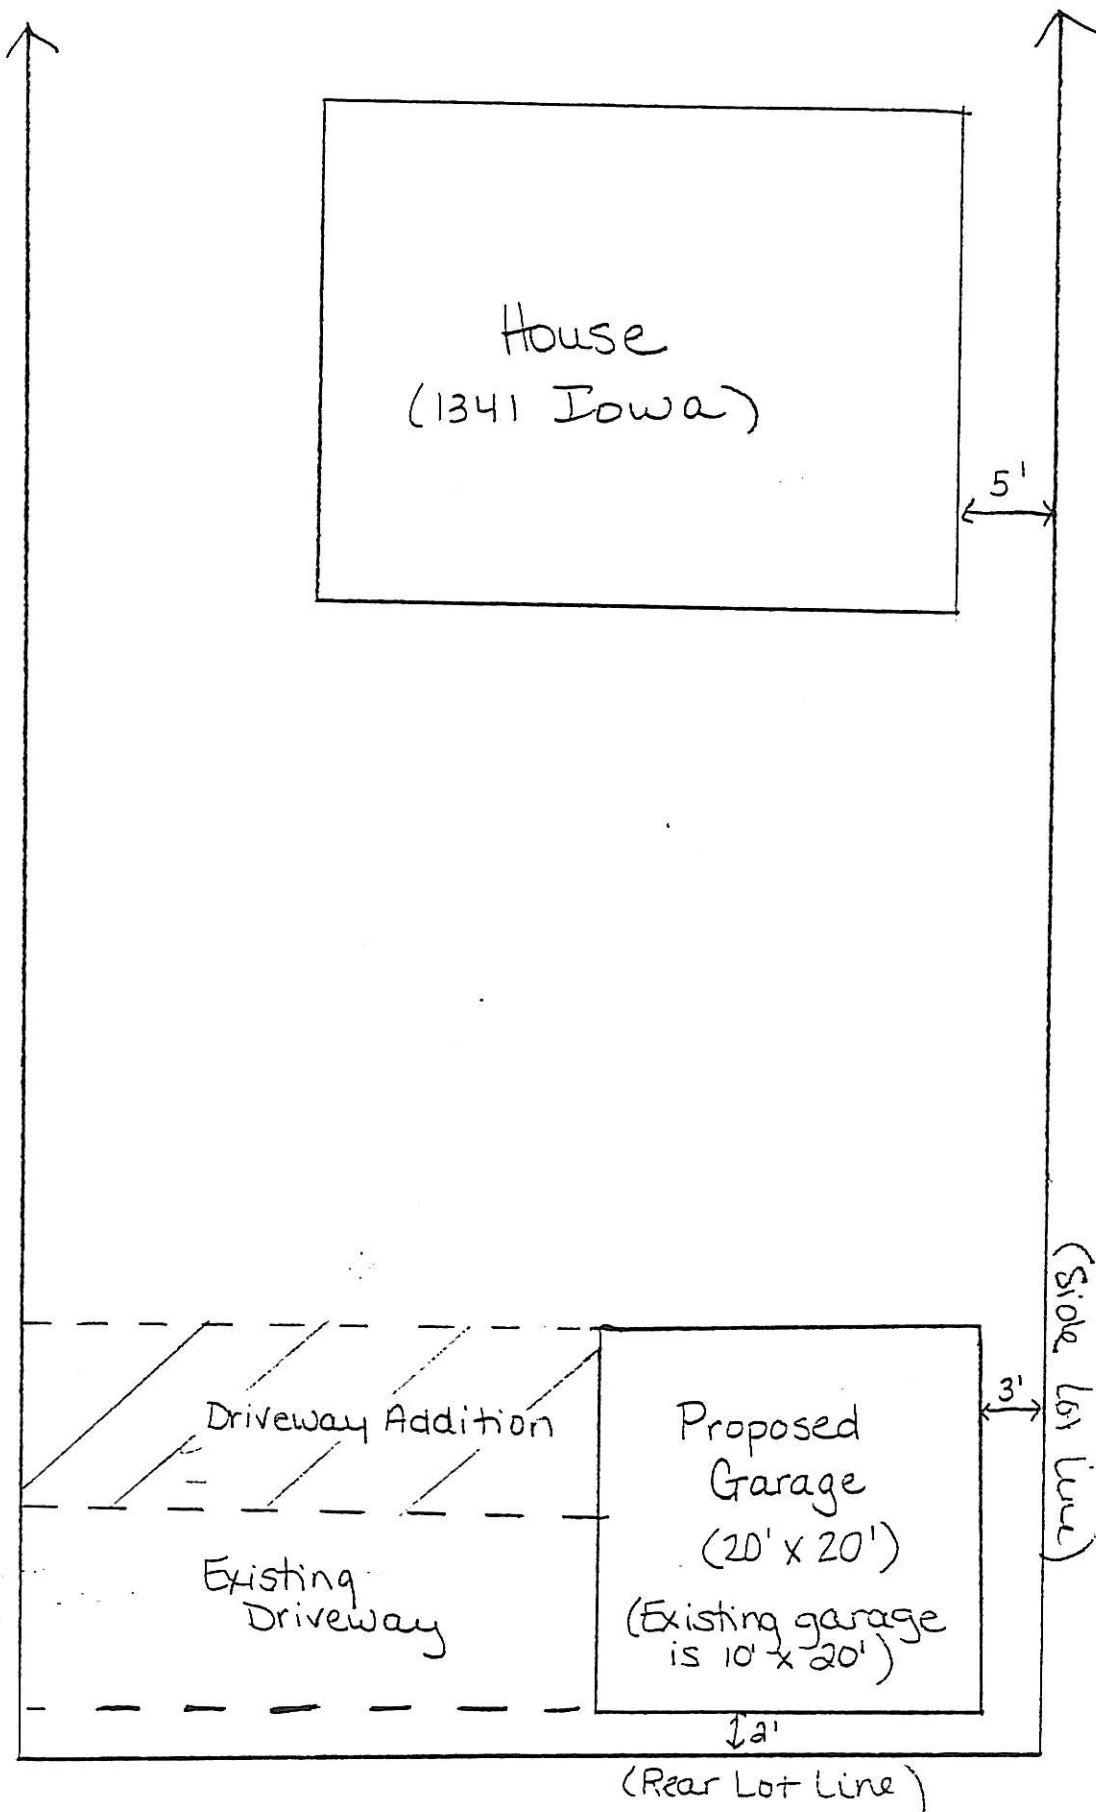 House
(1341 Iowa)
5'
(Side Lot Line)
Driveway Addition
3'
Proposed
Garage
(20' x 20')
(Existing garage
is 10' x 20')
Existing
Driveway
2'
(Rear Lot Line)